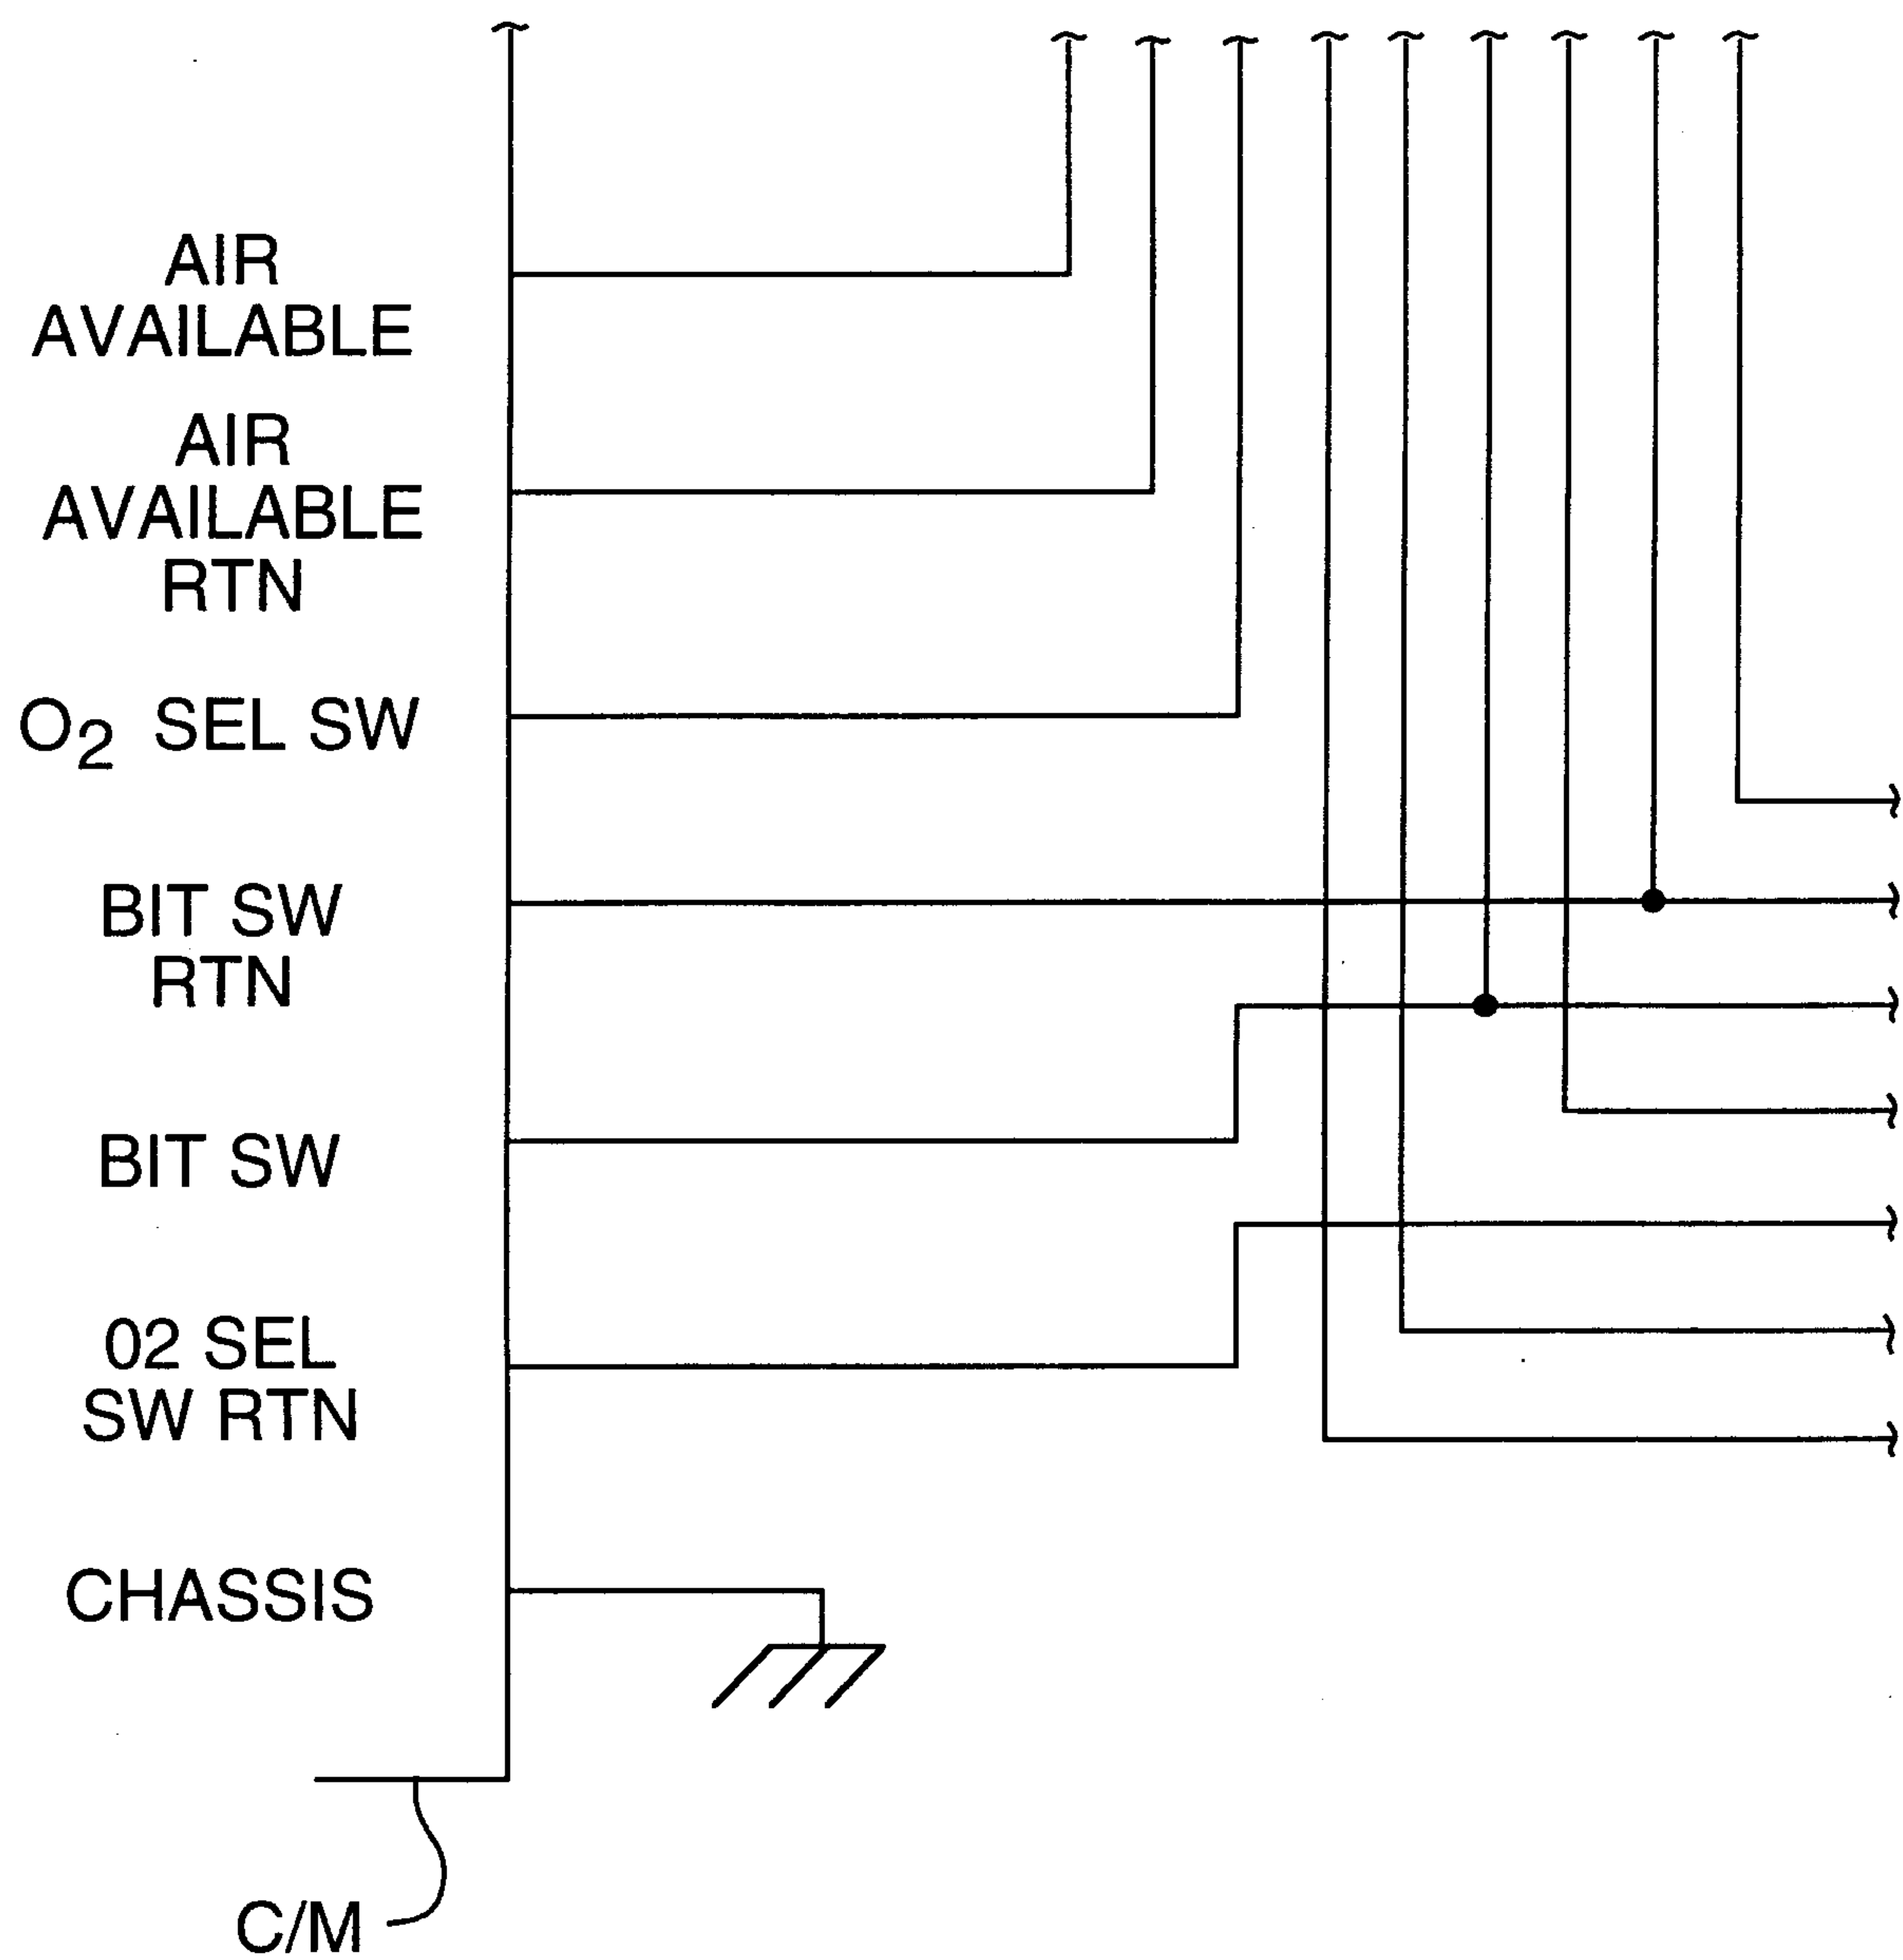 AIR
AVAILABLE
AIR
AVAILABLE
RTN
O₂ SEL SW
BIT SW
RTN
BIT SW
02 SEL
SW RTN
CHASSIS
C/M